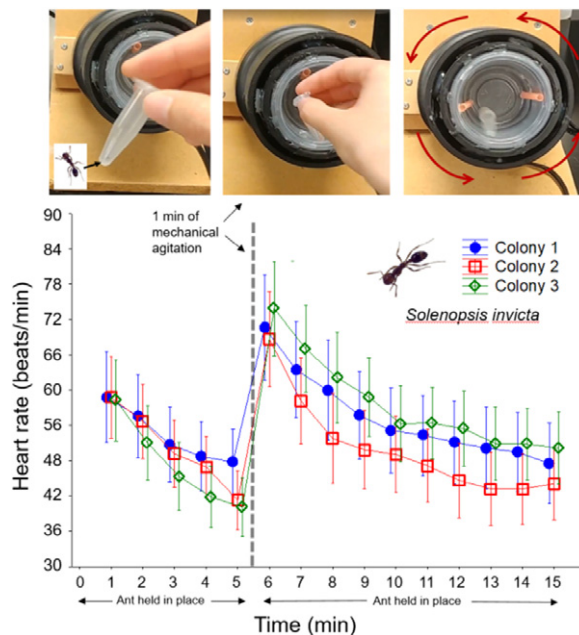 90
84
78
72
66
60
56
48
42
36
30
Heart rate (beats/min)
1 min of
mechanical
agitation
Colony 1
Colony 2
Colony 3
Solenopsis invicta
0 1 2 3 4 5 6 7 8 9 10 11 12 13 14 15
Ant held in place
Ant held in place
Time (min)